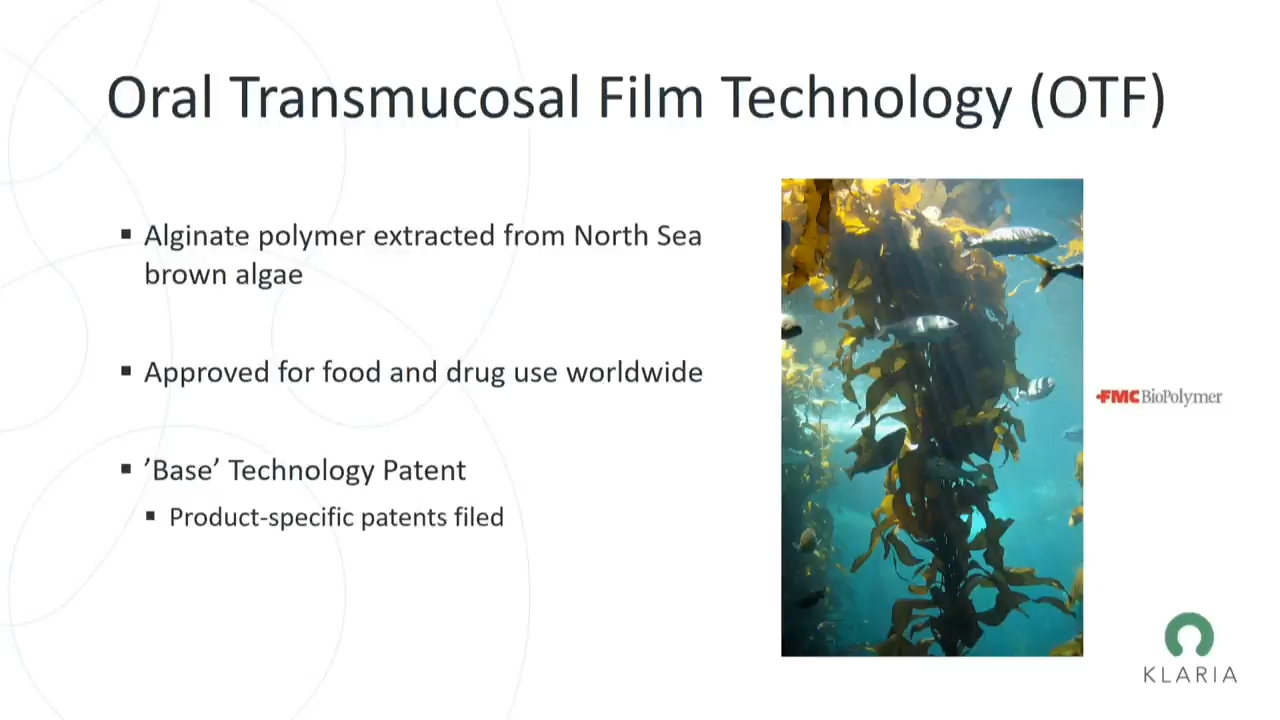 Oral Transmucosal Film Technology (OTF)
▪ Alginate polymer extracted from North Sea
brown algae
▪ Approved for food and drug use worldwide
▪ ’Base’ Technology Patent
▪ Product-specific patents filed
FMC BioPolymer
KLARIA